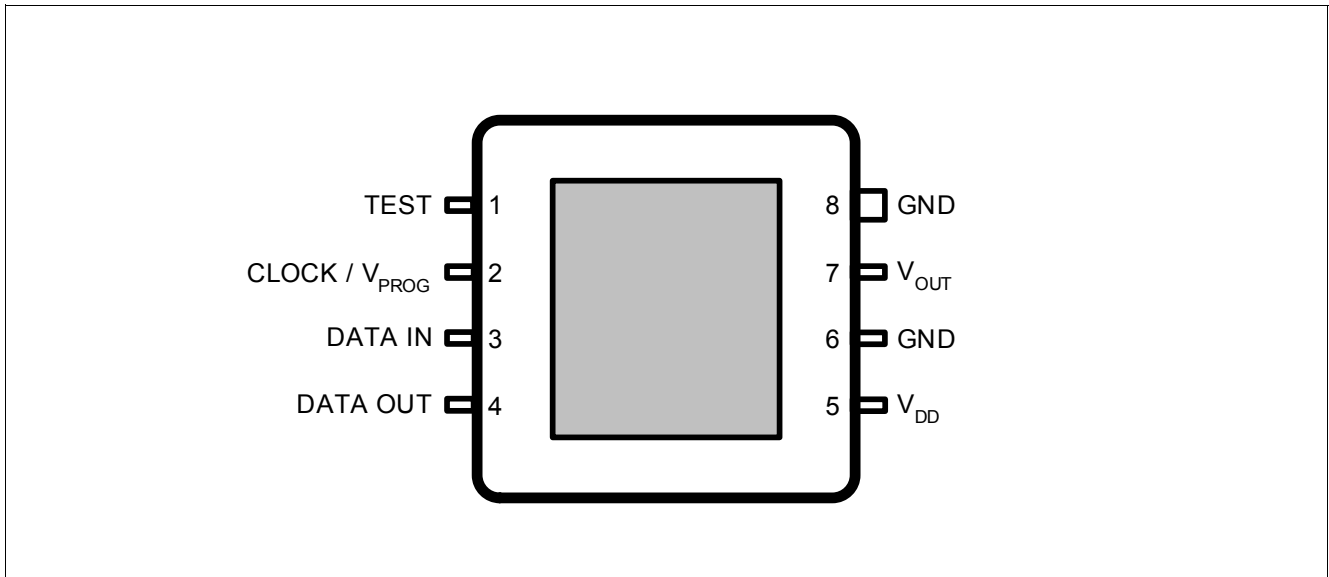 TEST 1
CLOCK / VPROG 2
DATA IN 3
DATA OUT 4
8 GND
7 VOUT
6 GND
5 VDD